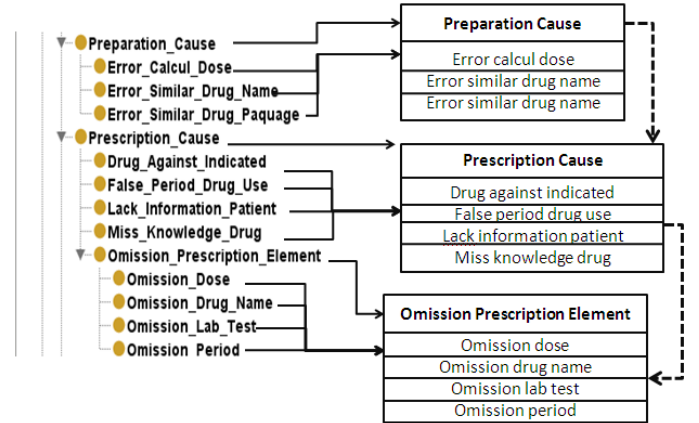 Preparation_Cause
Error_Calcul_Dose
Error_Similar_Drug_Name
Error_Similar_Drug_Paquage
Prescription_Cause
Drug_Against_Indicated
False_Period_Drug_Use
Lack_Information_Patient
Miss_Knowledge_Drug
Omission_Prescription_Element
Omission_Dose
Omission_Drug_Name
Omission_Lab_Test
Omission_Period
Preparation Cause
Error calcul dose
Error similar drug name
Error similar drug name
Prescription Cause
Drug against indicated
False period drug use
Lack information patient
Miss knowledge drug
Omission Prescription Element
Omission dose
Omission drug name
Omission lab test
Omission period